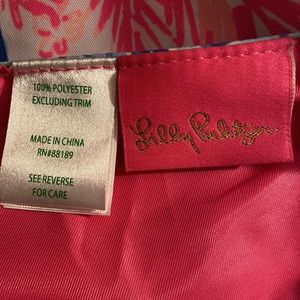 100% POLYESTER
EXCLUDING TRIM
MADE IN CHINA
RN#88189
SEE REVERSE
FOR CARE
Lilly Pulitzer